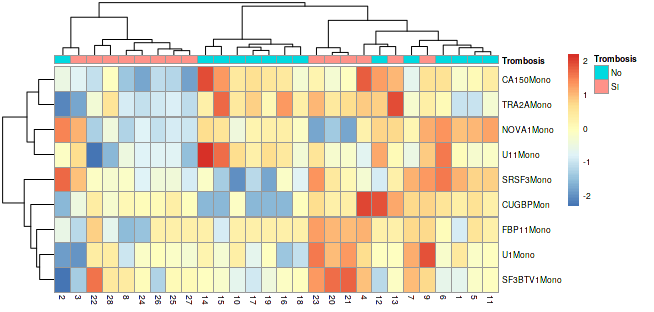 Trombosis
CA150Mono
TRA2AMono
NOVA1Mono
U11Mono
SRSF3Mono
CUGBPMon
FBP11Mono
U1Mono
SF3BTV1Mono
2 3 22 28 8 24 26 25 27 14 15 10 17 19 16 18 23 20 21 4 12 13 7 9 6 1 5 11
2
1
0
-1
-2
Trombosis
No
SI